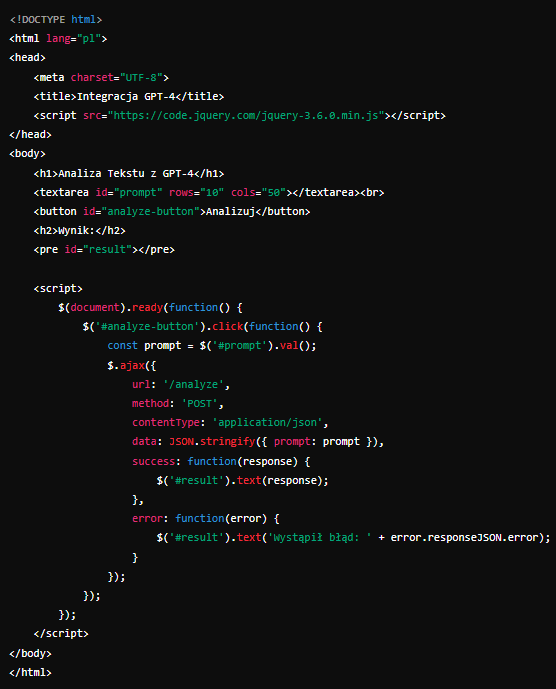 <!DOCTYPE html>
<html lang="pl">
<head>
    <meta charset="UTF-8">
    <title>Integracja GPT-4</title>
    <script src="https://code.jquery.com/jquery-3.6.0.min.js"></script>
</head>
<body>
    <h1>Analiza Tekstu z GPT-4</h1>
    <textarea id="prompt" rows="10" cols="50"></textarea><br>
    <button id="analyze-button">Analizuj</button>
    <h2>Wynik:</h2>
    <pre id="result"></pre>

    <script>
        $(document).ready(function() {
            $('#analyze-button').click(function() {
                const prompt = $('#prompt').val();
                $.ajax({
                    url: '/analyze',
                    method: 'POST',
                    contentType: 'application/json',
                    data: JSON.stringify({ prompt: prompt }),
                    success: function(response) {
                        $('#result').text(response);
                    },
                    error: function(error) {
                        $('#result').text('Wystąpił błąd: ' + error.responseJSON.error);
                    }
                });
            });
        });
    </script>
</body>
</html>